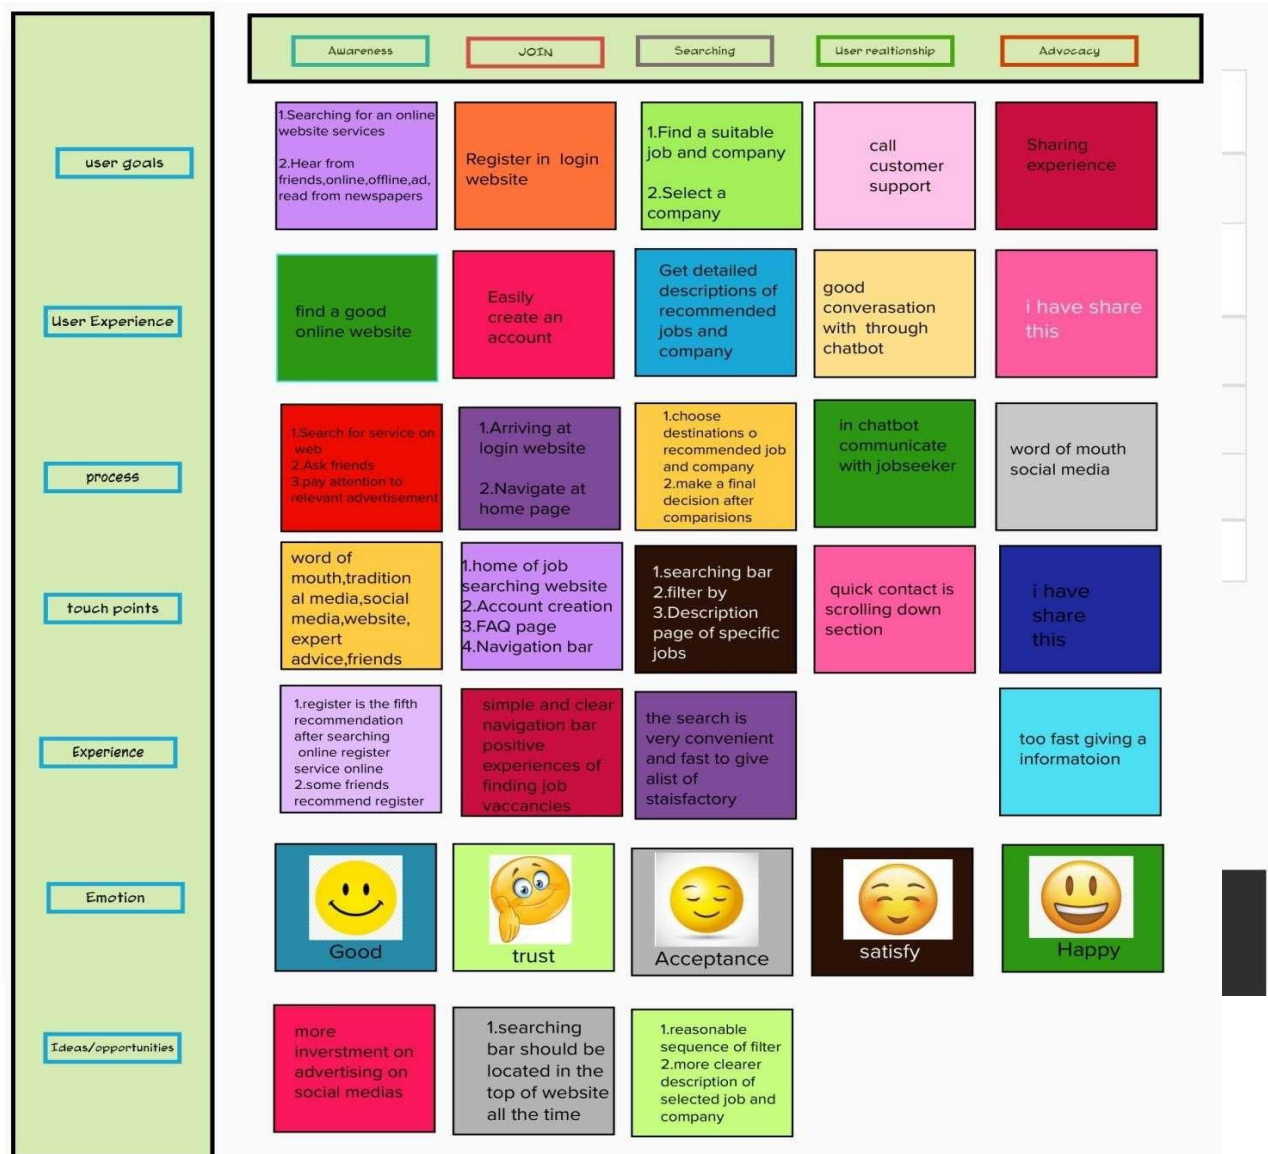 Awareness
JOIN
Searching
User realtionship
Advocacy
user goals
1.Searching for an online
website services
2.Hear from
friends,online,offline,ad,
read from newspapers
Register in login
website
1.Find a suitable
job and company
2.Select a
company
call
customer
support
Sharing
experience
User Experience
find a good
online website
Easily
create an
account
Get detailed
descriptions of
recommended
jobs and
company
good
converasation
with through
chatbot
i have share
this
process
1.Search for service on
web
2.Ask friends
3.pay attention to
relevant advertisement
1.Arriving at
login website
2.Navigate at
home page
1.choose
destinations o
recommended job
and company
2.make a final
decision after
comparisions
in chatbot
communicate
with jobseeker
word of mouth
social media
touch points
word of
mouth,tradition
al media,social
media,website,
expert
advice,friends
1.home of job
searching website
2.Account creation
3.FAQ page
4.Navigation bar
1.searching bar
2.filter by
3.Description
page of specific
jobs
quick contact is
scrolling down
section
i have
share
this
Experience
1.register is the fifth
recommendation
after searching
online register
service online
2.some friends
recommend register
simple and clear
navigation bar
positive
experiences of
finding job
vaccancies
the search is
very convenient
and fast to give
alist of
staisfactory
too fast giving a
informatoion
Emotion
Good
trust
Acceptance
satisfy
Happy
Ideas/opportunities
more
inverstment on
advertising on
social medias
1.searching
bar should be
located in the
top of website
all the time
1.reasonable
sequence of filter
2.more clearer
description of
selected job and
company